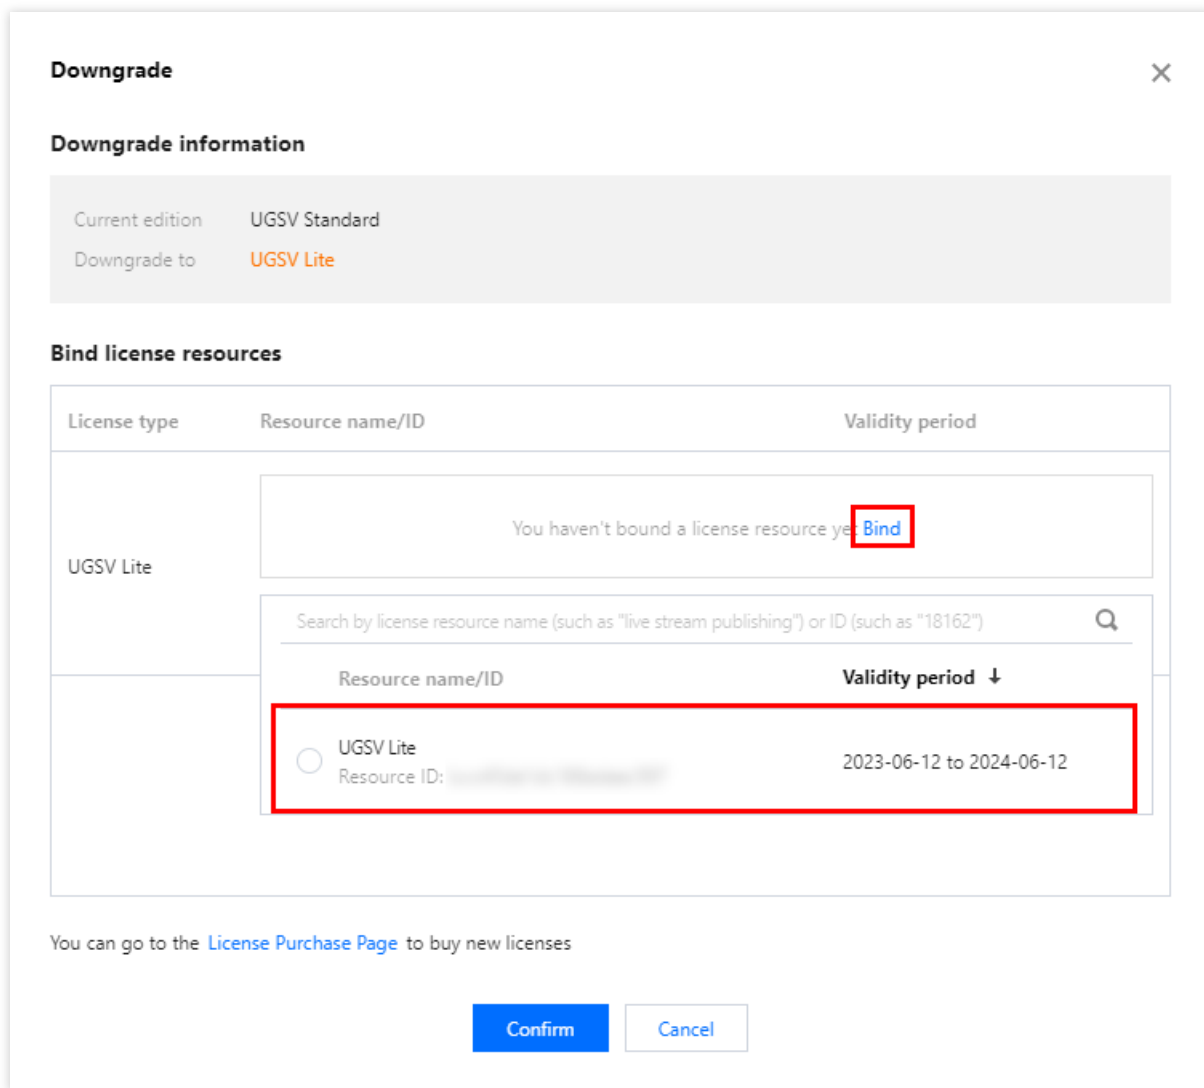 Downgrade
Downgrade information
Current edition UGSV Standard
Downgrade to UGSV Lite
Bind license resources
License type Resource name/ID Validity period
You haven't bound a license resource ye Bind
UGSV Lite
Search by license resource name (such as "live stream publishing") or ID (such as "18162")
Resource name/ID Validity period
UGSV Lite
Resource ID:
2023-06-12 to 2024-06-12
You can go to the License Purchase Page to buy new licenses
Confirm Cancel